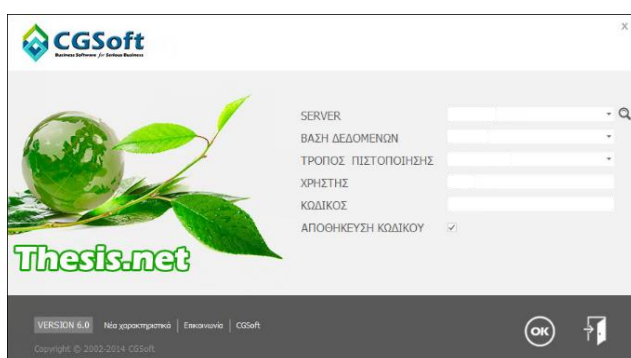 x
CGSoft
Business Software for Serious Business
SERVER
ΒΑΣΗ ΔΕΔΟΜΕΝΩΝ
ΤΡΟΠΟΣ ΠΙΣΤΟΠΟΙΗΣΗΣ
ΧΡΗΣΤΗΣ
ΚΩΔΙΚΟΣ
ΑΠΟΘΗΚΕΥΣΗ ΚΩΔΙΚΟΥ
Thesis.net
VERSION 6.0 Νέα χαρακτηριστικά | Επικοινωνία | CGSoft
OK
Copyright © 2002-2014 CGSoft